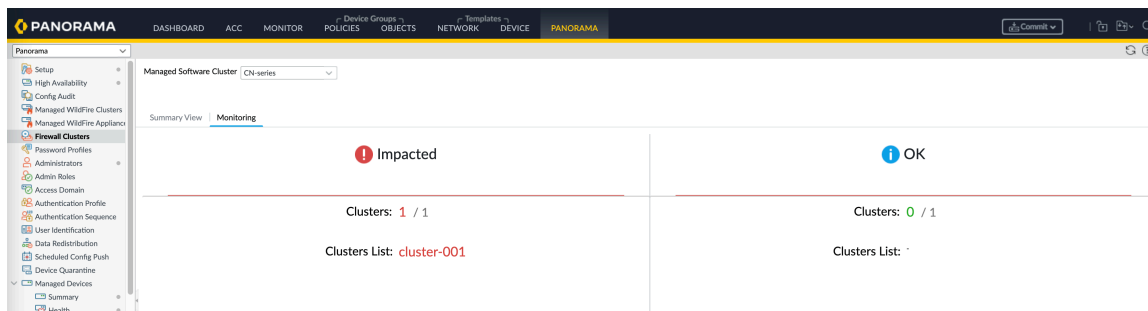 PANORAMA
DASHBOARD ACC MONITOR Device Groups POLICIES OBJECTS Templates NETWORK DEVICE PANORAMA Commit
Panorama
Setup
High Availability
Config Audit
Managed WildFire Clusters
Managed WildFire Applianc
Firewall Clusters
Password Profiles
Administrators
Admin Roles
Access Domain
Authentication Profile
Authentication Sequence
User Identification
Data Redistribution
Scheduled Config Push
Device Quarantine
Managed Devices
Summary
Health
Managed Software Cluster CN-series
Summary View Monitoring
Impacted
Clusters: 1 / 1
Clusters List: cluster-001
OK
Clusters: 0 / 1
Clusters List: -